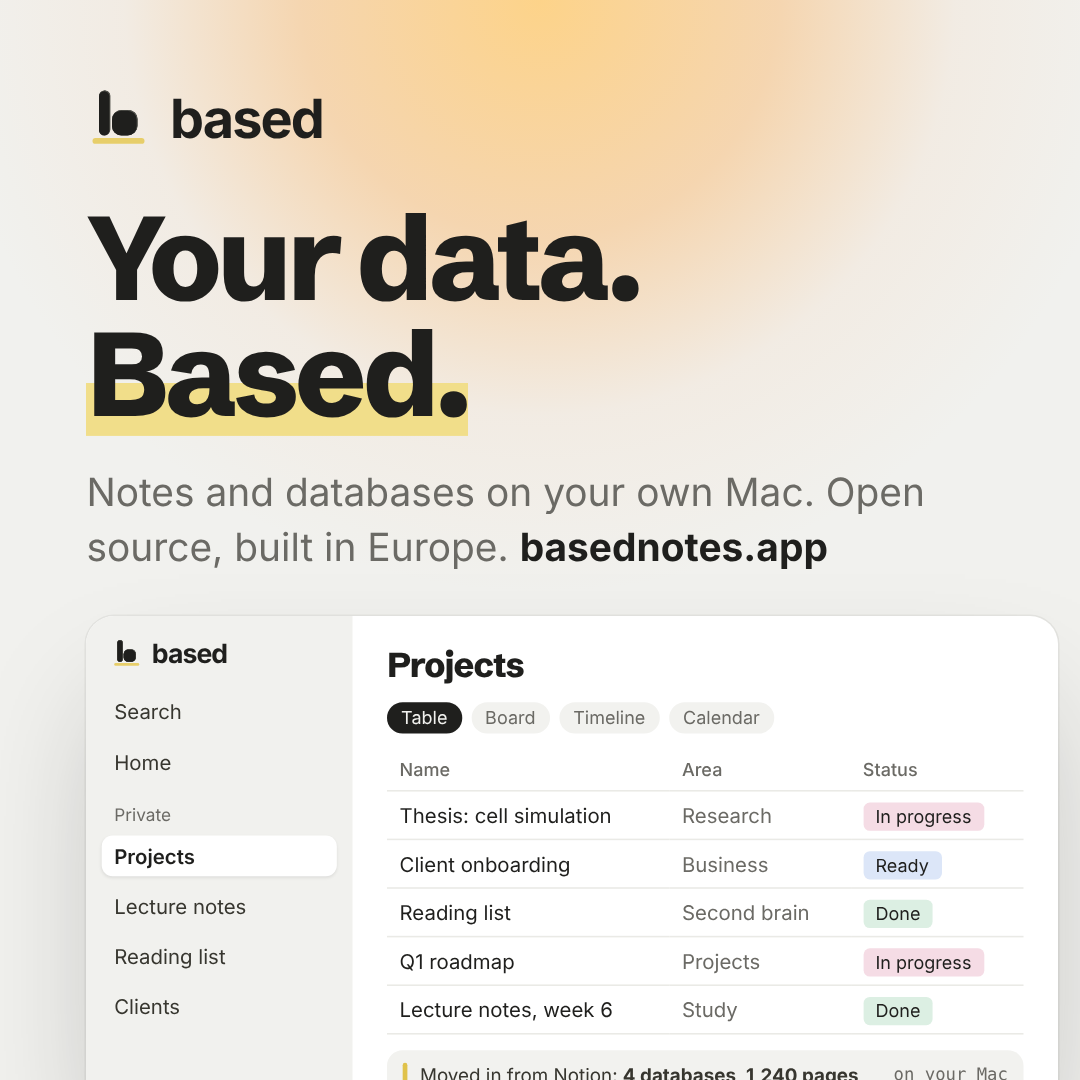 based
Your data.
Based.
Notes and databases on your own Mac. Open
source, built in Europe. basednotes.app
based
Search
Home
Private
Projects
Lecture notes
Reading list
Clients
Projects
Table Board Timeline Calendar
Name Area Status
Thesis: cell simulation Research In progress
Client onboarding Business Ready
Reading list Second brain Done
Q1 roadmap Projects In progress
Lecture notes, week 6 Study Done
Moved in from Notion: 4 databases, 1,240 pages on your Mac